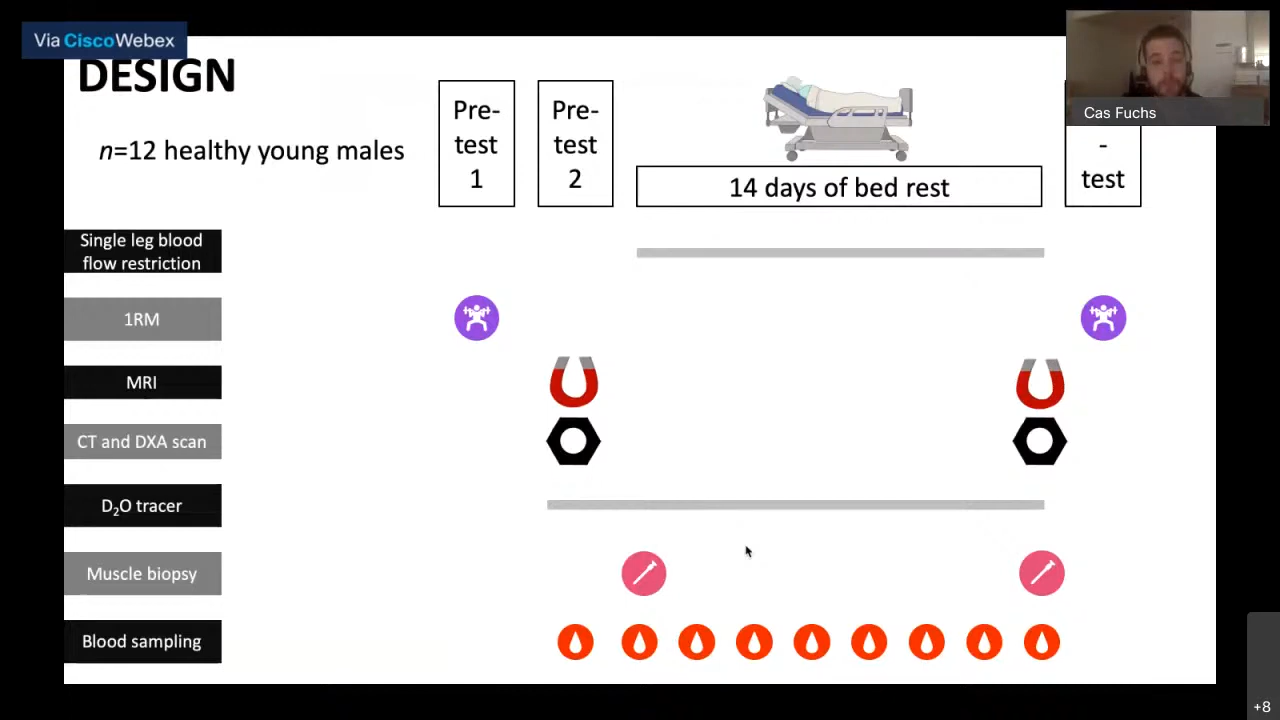 Via CiscoWebex
Cas Fuchs
DESIGN
n=12 healthy young males
Pre-
test
1
Pre-
test
2
14 days of bed rest
-
test
Single leg blood
flow restriction
1RM
MRI
CT and DXA scan
D₂O tracer
Muscle biopsy
Blood sampling
+8